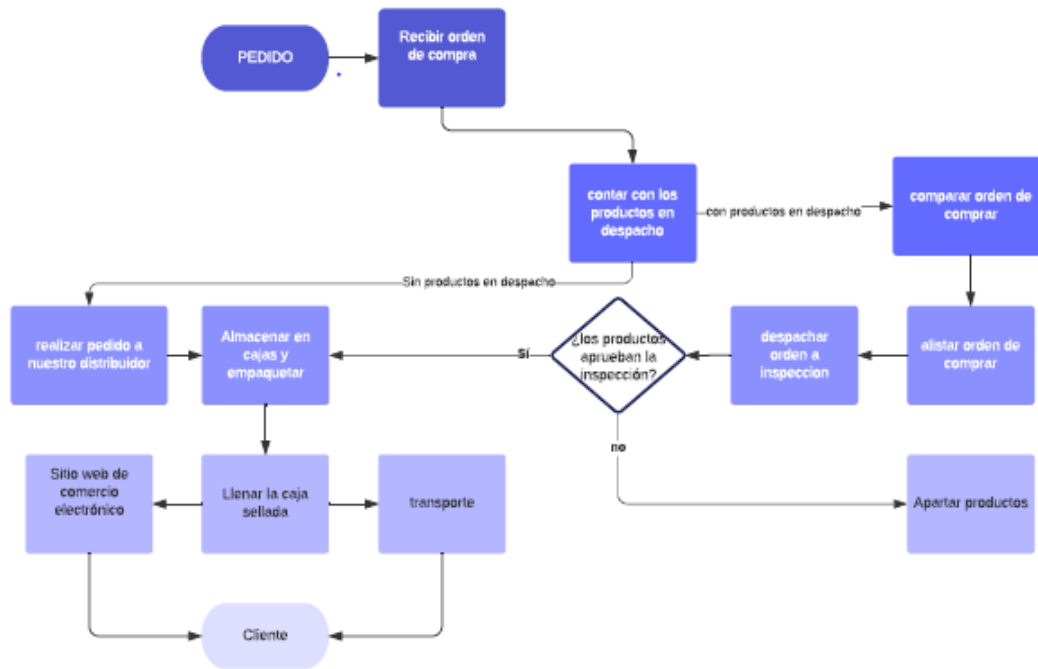 PEDIDO
Recibir orden
de compra
contar con los
productos en
despacho
con productos en despacho
comparar orden de
comprar
Sin productos en despacho
realizar pedido a
nuestro distribuidor
Almacenar en
cajas y
empaquetar
Sí
¿los productos
aprueban la
inspección?
despachar
orden a
inspeccion
alistar orden de
comprar
no
Sitio web de
comercio
electrónico
Llenar la caja
sellada
transporte
Apartar productos
Cliente